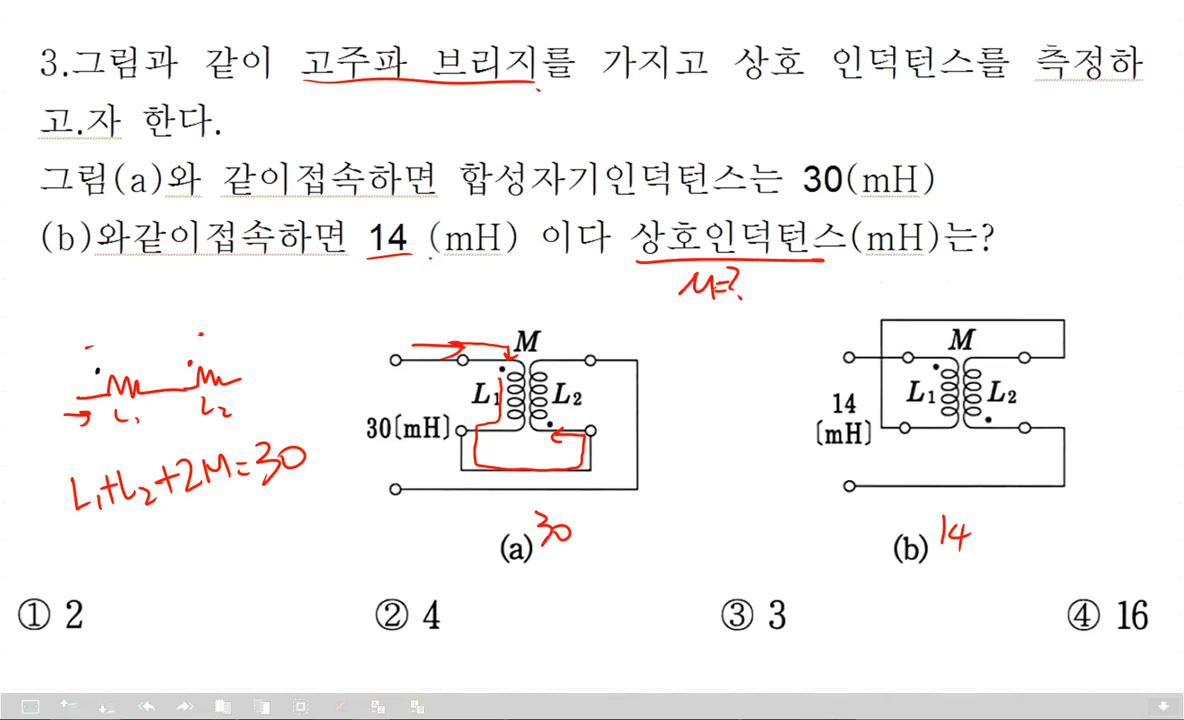 3.그림과 같이 고주파 브리지를 가지고 상호 인덕턴스를 측정하
고.자 한다.
그림(a)와 같이접속하면 합성자기인덕턴스는 30(mH)
(b)와같이접속하면 14 (mH) 이다 상호인덕턴스(mH)는?
M=?
M
L₁ L₂
30[mH]
(a) 30
M
L₁ L₂
14
[mH]
(b) 14
L₁ L₂
L₁+L₂+2M=30
① 2 ② 4 ③ 3 ④ 16